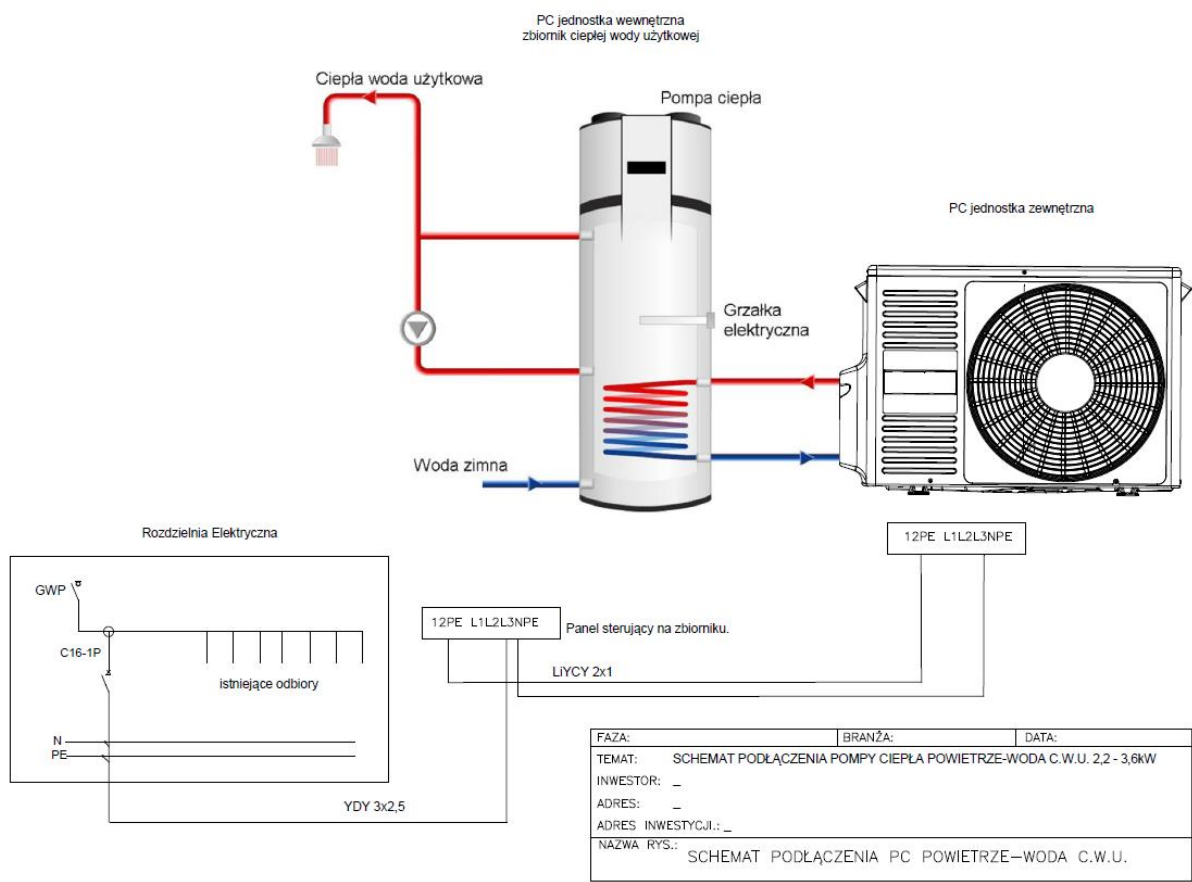 PC jednostka wewnętrzna
zbiornik ciepłej wody użytkowej
Ciepła woda użytkowa
Pompa ciepła
PC jednostka zewnętrzna
Grzałka
elektryczna
Woda zimna
Rozdzielnia Elektryczna
12PE L1L2L3NPE
GWP
12PE L1L2L3NPE
Panel sterujący na zbiorniku.
C16-1P
istniejące odbiory
LiYCY 2x1
N
PE
YDY 3x2,5
FAZA: BRANŻA: DATA:
TEMAT: SCHEMAT PODŁĄCZENIA POMPY CIEPŁA POWIETRZE-WODA C.W.U. 2,2 - 3,6kW
INWESTOR: _
ADRES: _
ADRES INWESTYCJI.: _
NAZWA RYS.: SCHEMAT PODŁĄCZENIA PC POWIETRZE-WODA C.W.U.